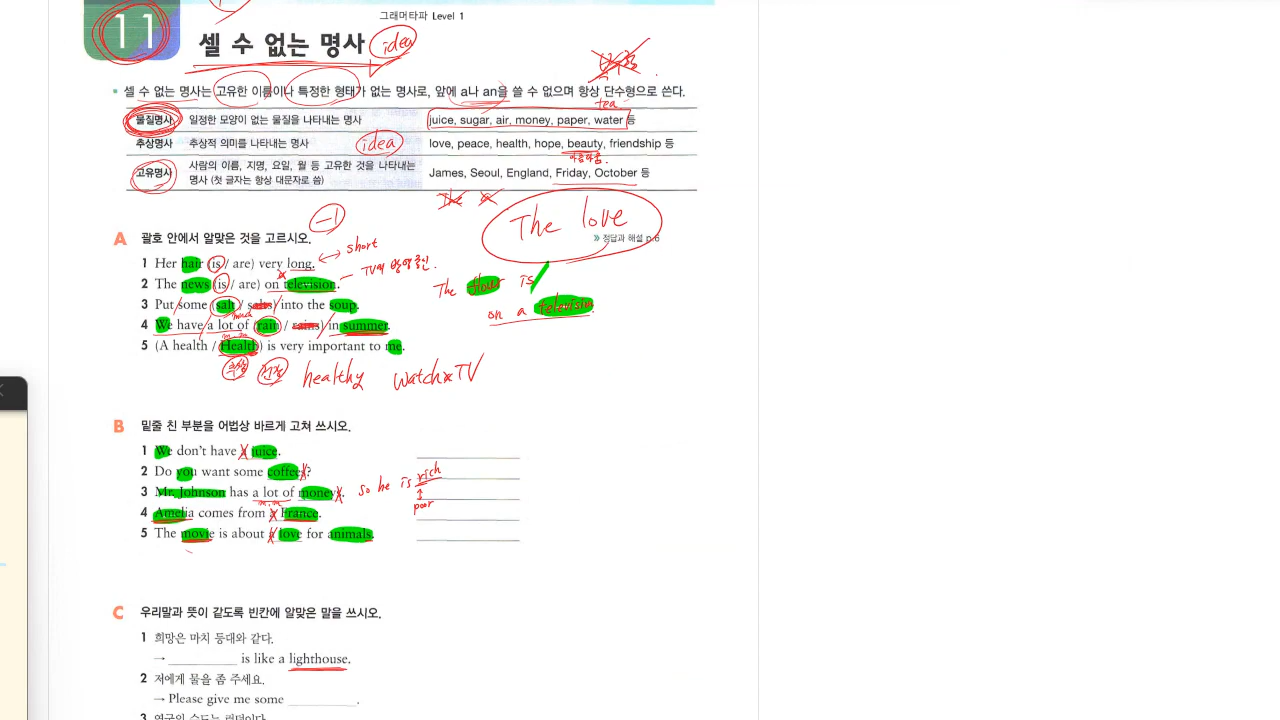 그래머타파 Level 1
11 셀 수 없는 명사 idea
셀 수 없는 명사는 고유한 이름이나 특정한 형태가 없는 명사로, 앞에 a나 an을 쓸 수 없으며 항상 단수형으로 쓴다.
tea
물질명사 일정한 모양이 없는 물질을 나타내는 명사 juice, sugar, air, money, paper, water 등
추상명사 추상적 의미를 나타내는 명사 idea love, peace, health, hope, beauty, friendship 등
아름다움.
고유명사 사람의 이름, 지명, 요일, 월 등 고유한 것을 나타내는
명사 (첫 글자는 항상 대문자로 씀) James, Seoul, England, Friday, October 등
The a
The love
-1
A 괄호 안에서 알맞은 것을 고르시오. 정답과 해설 p.6
1 Her hair (is / are) very long. short
2 The news (is / are) on television.
The flour is
on a television.
3 Put some (salt / salts) into the soup.
much
4 We have a lot of (rain / rains) in summer.
5 (A health / Health) is very important to me.
건강 healthy watch a TV
B 밑줄 친 부분을 어법상 바르게 고쳐 쓰시오.
1 We don't have a juice.
2 Do you want some coffees?
3 Mr. Johnson has a lot of moneys. so he is rich
poor
4 Amelia comes from a France.
5 The movie is about a love for animals.
C 우리말과 뜻이 같도록 빈칸에 알맞은 말을 쓰시오.
1 희망은 마치 등대와 같다.
→ __________ is like a lighthouse.
2 저에게 물을 좀 주세요.
→ Please give me some __________ .
3 영국의 수도는 런던이다.